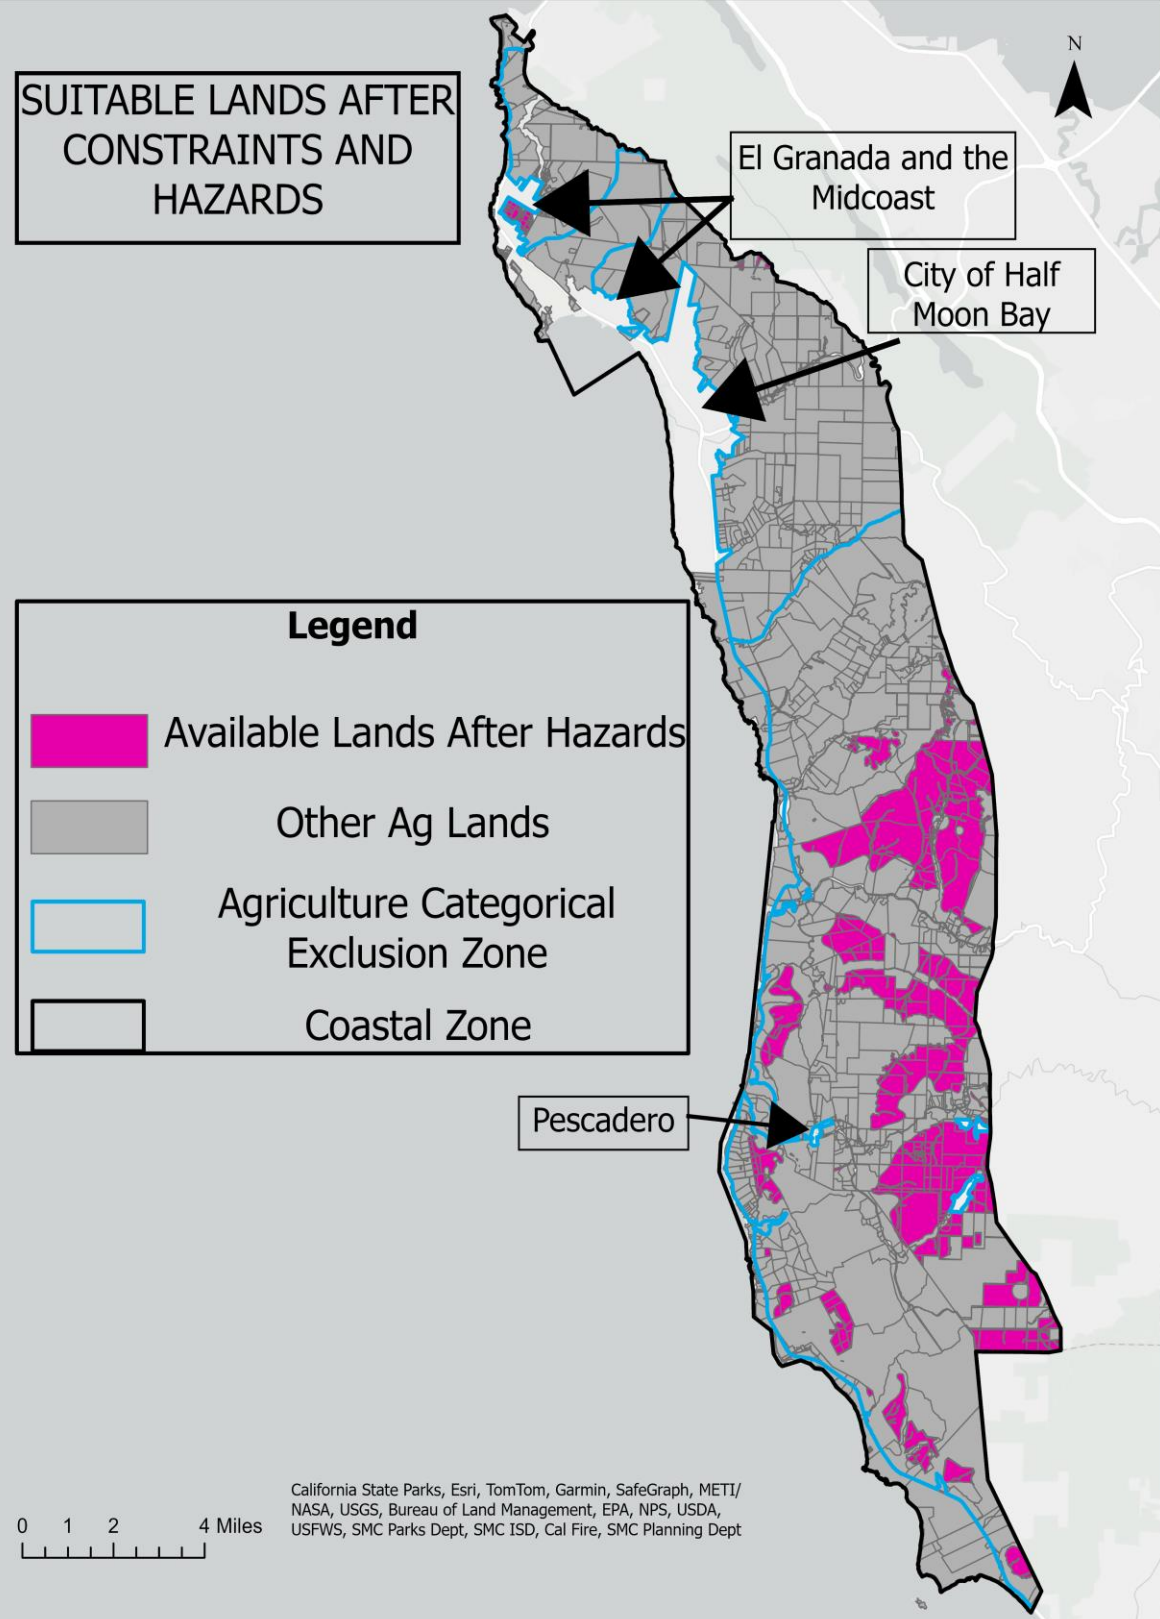 N
SUITABLE LANDS AFTER
CONSTRAINTS AND
HAZARDS
El Granada and the
Midcoast
City of Half
Moon Bay
Legend
Available Lands After Hazards
Other Ag Lands
Agriculture Categorical
Exclusion Zone
Coastal Zone
Pescadero
California State Parks, Esri, TomTom, Garmin, SafeGraph, METI/
NASA, USGS, Bureau of Land Management, EPA, NPS, USDA,
USFWS, SMC Parks Dept, SMC ISD, Cal Fire, SMC Planning Dept
0 1 2 4 Miles